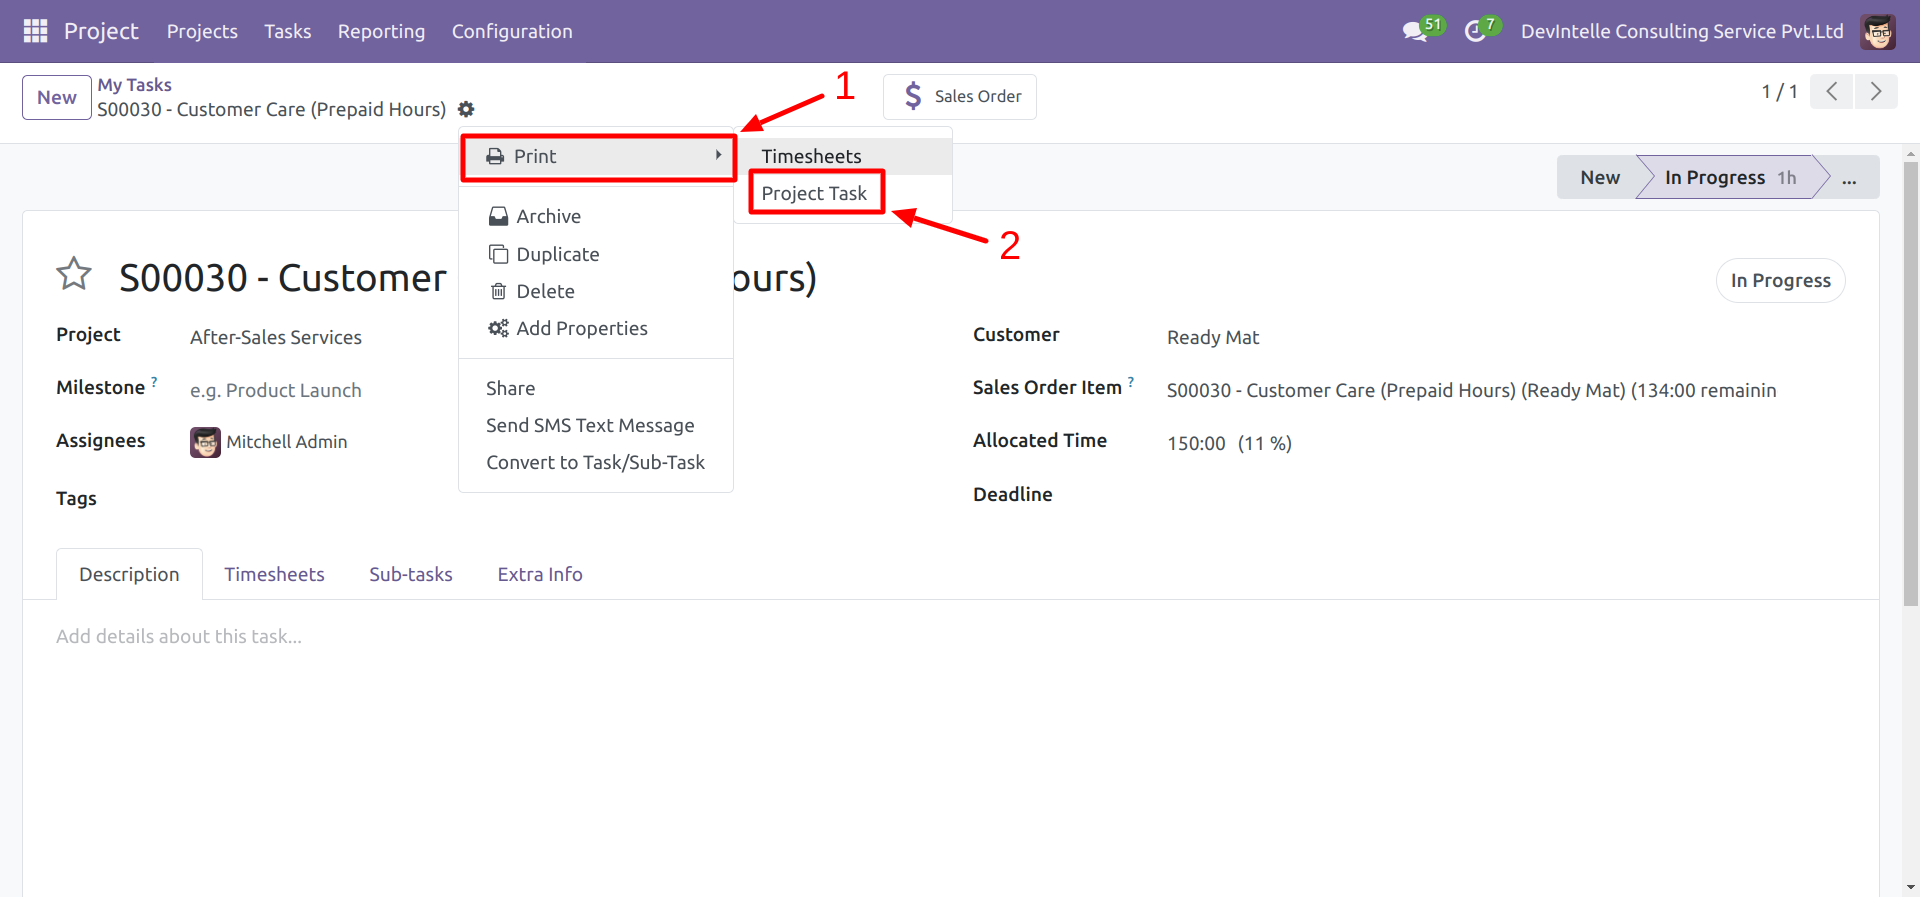 Project Projects Tasks Reporting Configuration 51 7 DevIntelle Consulting Service Pvt.Ltd
New
My Tasks
S00030 - Customer Care (Prepaid Hours)
$ Sales Order
1 / 1
1
Print
Timesheets
Project Task
2
Archive
Duplicate
Delete
Add Properties
Share
Send SMS Text Message
Convert to Task/Sub-Task
New In Progress 1h ...
S00030 - Customer ours)
In Progress
Project After-Sales Services
Milestone ? e.g. Product Launch
Assignees Mitchell Admin
Tags
Customer Ready Mat
Sales Order Item ? S00030 - Customer Care (Prepaid Hours) (Ready Mat) (134:00 remainin
Allocated Time 150:00 (11 %)
Deadline
Description Timesheets Sub-tasks Extra Info
Add details about this task...